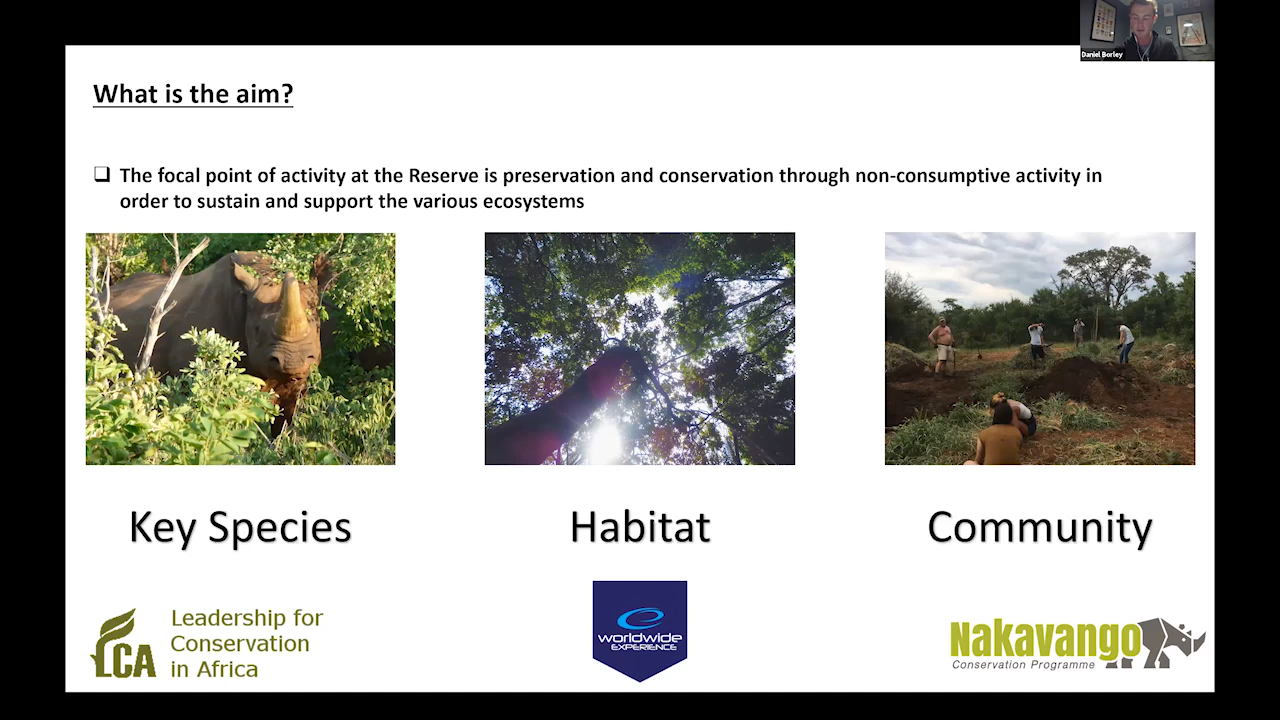 Daniel Borley
What is the aim?
The focal point of activity at the Reserve is preservation and conservation through non-consumptive activity in
order to sustain and support the various ecosystems
Key Species
Habitat
Community
LCA
Leadership for
Conservation
in Africa
worldwide
EXPERIENCE
Nakavango
Conservation Programme